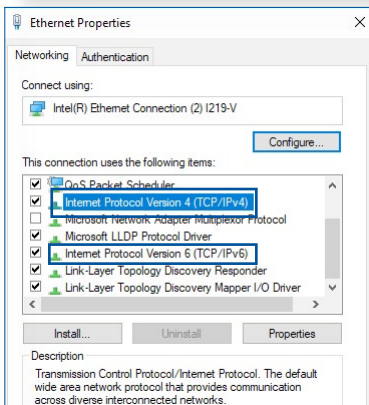 Ethernet Properties
Networking Authentication
Connect using:
Intel(R) Ethernet Connection (2) I219-V
Configure...
This connection uses the following items:
QoS Packet Scheduler
Internet Protocol Version 4 (TCP/IPv4)
Microsoft Network Adapter Multiplexor Protocol
Microsoft LLDP Protocol Driver
Internet Protocol Version 6 (TCP/IPv6)
Link-Layer Topology Discovery Responder
Link-Layer Topology Discovery Mapper I/O Driver
Install... Uninstall Properties
Description
Transmission Control Protocol/Internet Protocol. The default
wide area network protocol that provides communication
across diverse interconnected networks.